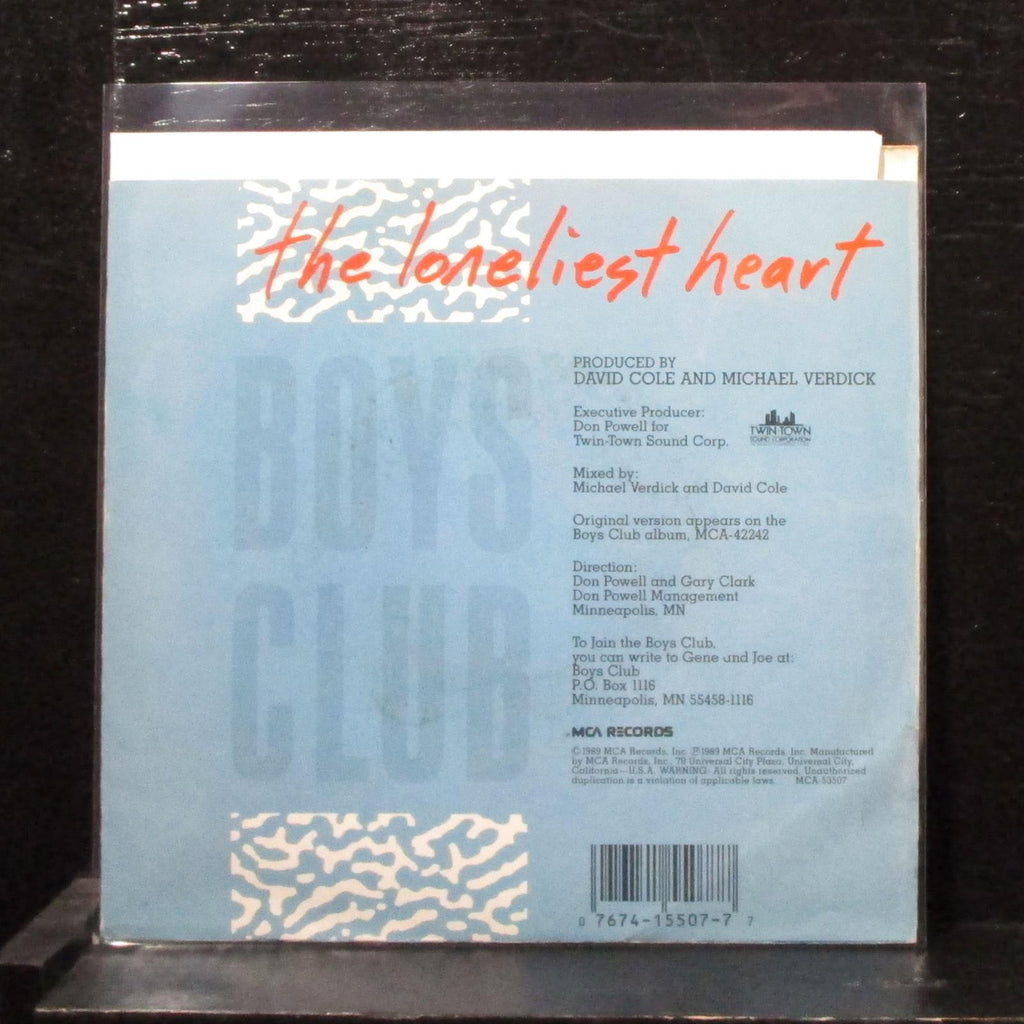 the loneliest heart
BOYS
CLUB
PRODUCED BY
DAVID COLE AND MICHAEL VERDICK
Executive Producer:
Don Powell for
Twin-Town Sound Corp.
TWIN·TOWN
SOUND CORPORATION
Mixed by:
Michael Verdick and David Cole
Original version appears on the
Boys Club album, MCA-42242
Direction:
Don Powell and Gary Clark
Don Powell Management
Minneapolis, MN
To Join the Boys Club,
you can write to Gene and Joe at:
Boys Club
P.O. Box 1116
Minneapolis, MN 55458-1116
MCA RECORDS
©1989 MCA Records, Inc. ℗1989 MCA Records, Inc. Manufactured
by MCA Records, Inc., 70 Universal City Plaza, Universal City,
California—U.S.A. WARNING: All rights reserved. Unauthorized
duplication is a violation of applicable laws. MCA-53507
0 7674-15507-7 7